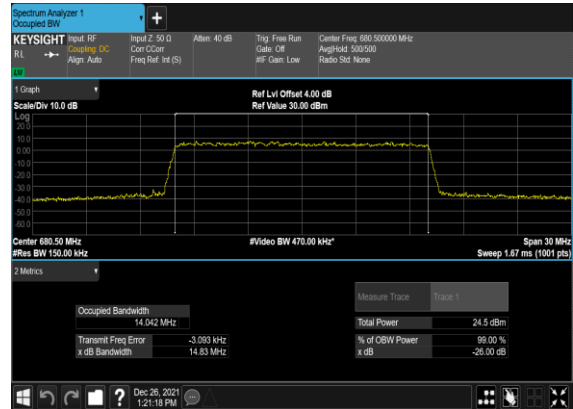 Spectrum Analyzer 1
Occupied BW
+
KEYSIGHT Input: RF Input Z: 50 Ω Atten: 40 dB Trig: Free Run Center Freq: 680.500000 MHz
RL Coupling: DC Corr CCorr Gate: Off Avg|Hold: 500/500
Align: Auto Freq Ref: Int (S) #IF Gain: Low Radio Std: None
1 Graph
Ref Lvl Offset 4.00 dB
Scale/Div 10.0 dB Ref Value 30.00 dBm
Log
20.0
10.0
0.00
-10.0
-20.0
-30.0
-40.0
-50.0
-60.0
Center 680.50 MHz #Video BW 470.00 kHz* Span 30 MHz
#Res BW 150.00 kHz Sweep 1.67 ms (1001 pts)
2 Metrics
Measure Trace Trace 1
Occupied Bandwidth
14.042 MHz Total Power 24.5 dBm
Transmit Freq Error -3.093 kHz % of OBW Power 99.00 %
x dB Bandwidth 14.83 MHz x dB -26.00 dB
? Dec 26, 2021
1:21:18 PM